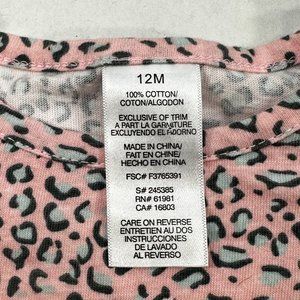 12M
100% COTTON/
COTON/ALGODON
EXCLUSIVE OF TRIM
A PART LA GARNITURE
EXCLUYENDO EL ADORNO
MADE IN CHINA/
FAIT EN CHINE/
HECHO EN CHINA
FSC# F3765391
S# 245385
RN# 61981
CA# 16803
CARE ON REVERSE
ENTRETIEN AU DOS
INSTRUCCIONES
DE LAVADO
AL REVERSO